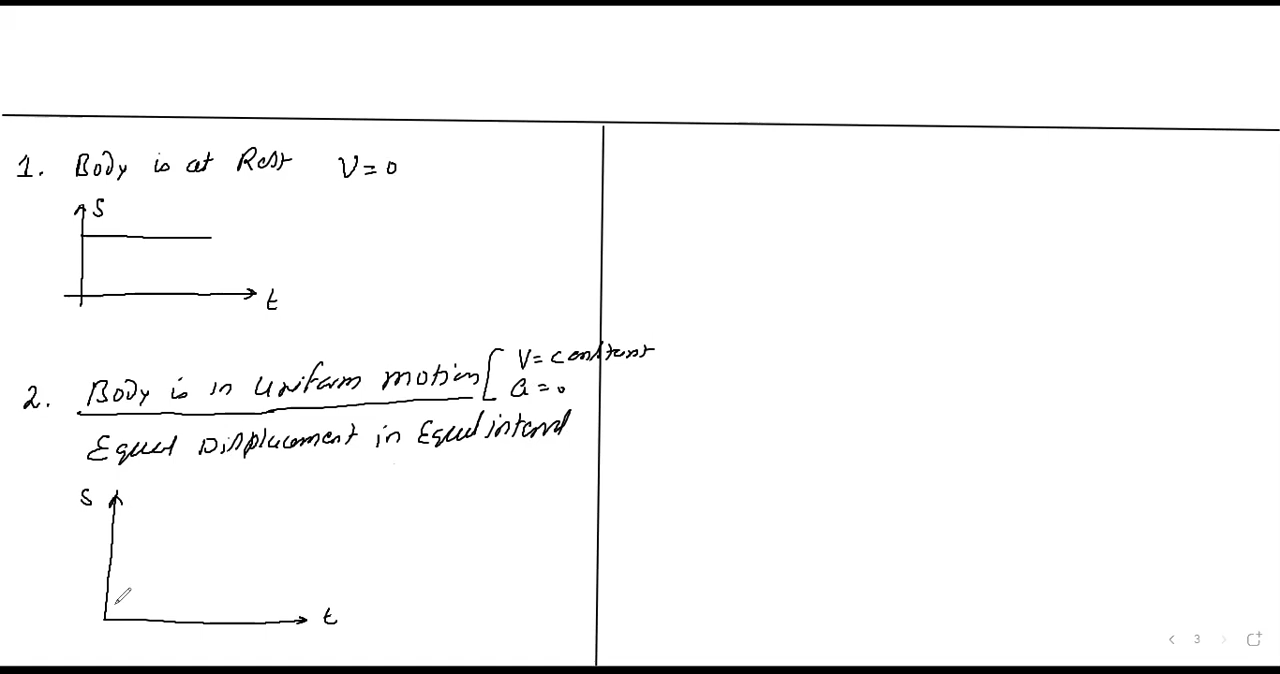 1. Body is at Rest V = 0
S
t
2. Body is in uniform motion [ V = constant
a = 0
Equal Displacement in Equal interval
S
t
3